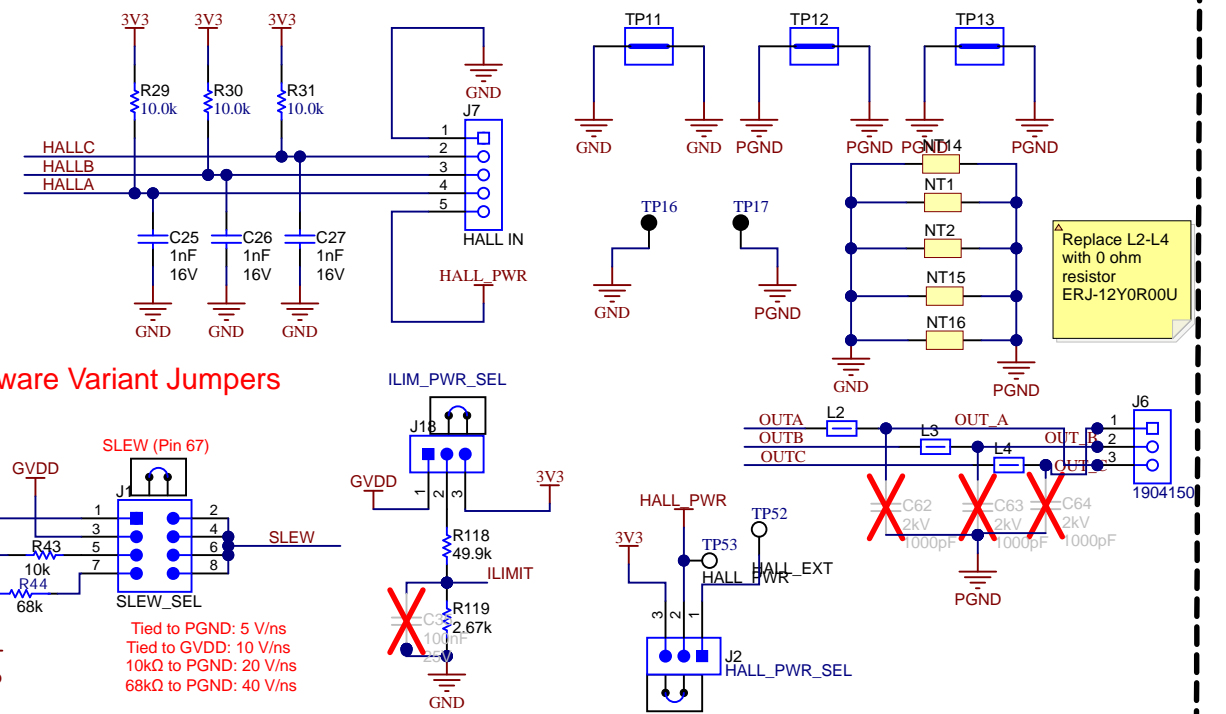 3V3
3V3
3V3
R29
10.0k
R30
10.0k
R31
10.0k
HALLC
HALLB
HALLA
C25
1nF
16V
C26
1nF
16V
C27
1nF
16V
GND
GND
GND
GND
J7
1
2
3
4
5
HALL IN
HALL_PWR
TP11
GND
GND
TP12
PGND
PGND
TP13
PGND
PGND
TP16
GND
TP17
PGND
NT14
NT1
NT2
NT15
NT16
GND
PGND
Replace L2-L4
with 0 ohm
resistor
ERJ-12Y0R00U
ware Variant Jumpers
SLEW (Pin 67)
GVDD
J1
1
3
5
7
2
4
6
8
R43
10k
R44
68k
SLEW
SLEW_SEL
Tied to PGND: 5 V/ns
Tied to GVDD: 10 V/ns
10kΩ to PGND: 20 V/ns
68kΩ to PGND: 40 V/ns
ILIM_PWR_SEL
J18
1
2
3
GVDD
3V3
R118
49.9k
ILIMIT
R119
2.67k
100nF
25V
GND
HALL_PWR
3V3
TP53
HALL_PWR
TP52
HALL_EXT
3
2
1
J2
HALL_PWR_SEL
OUTA
OUTB
OUTC
L2
L3
L4
OUT_A
OUT_B
OUT_C
J6
1
2
3
1904150
C62
2kV
1000pF
C63
2kV
1000pF
C64
2kV
1000pF
PGND